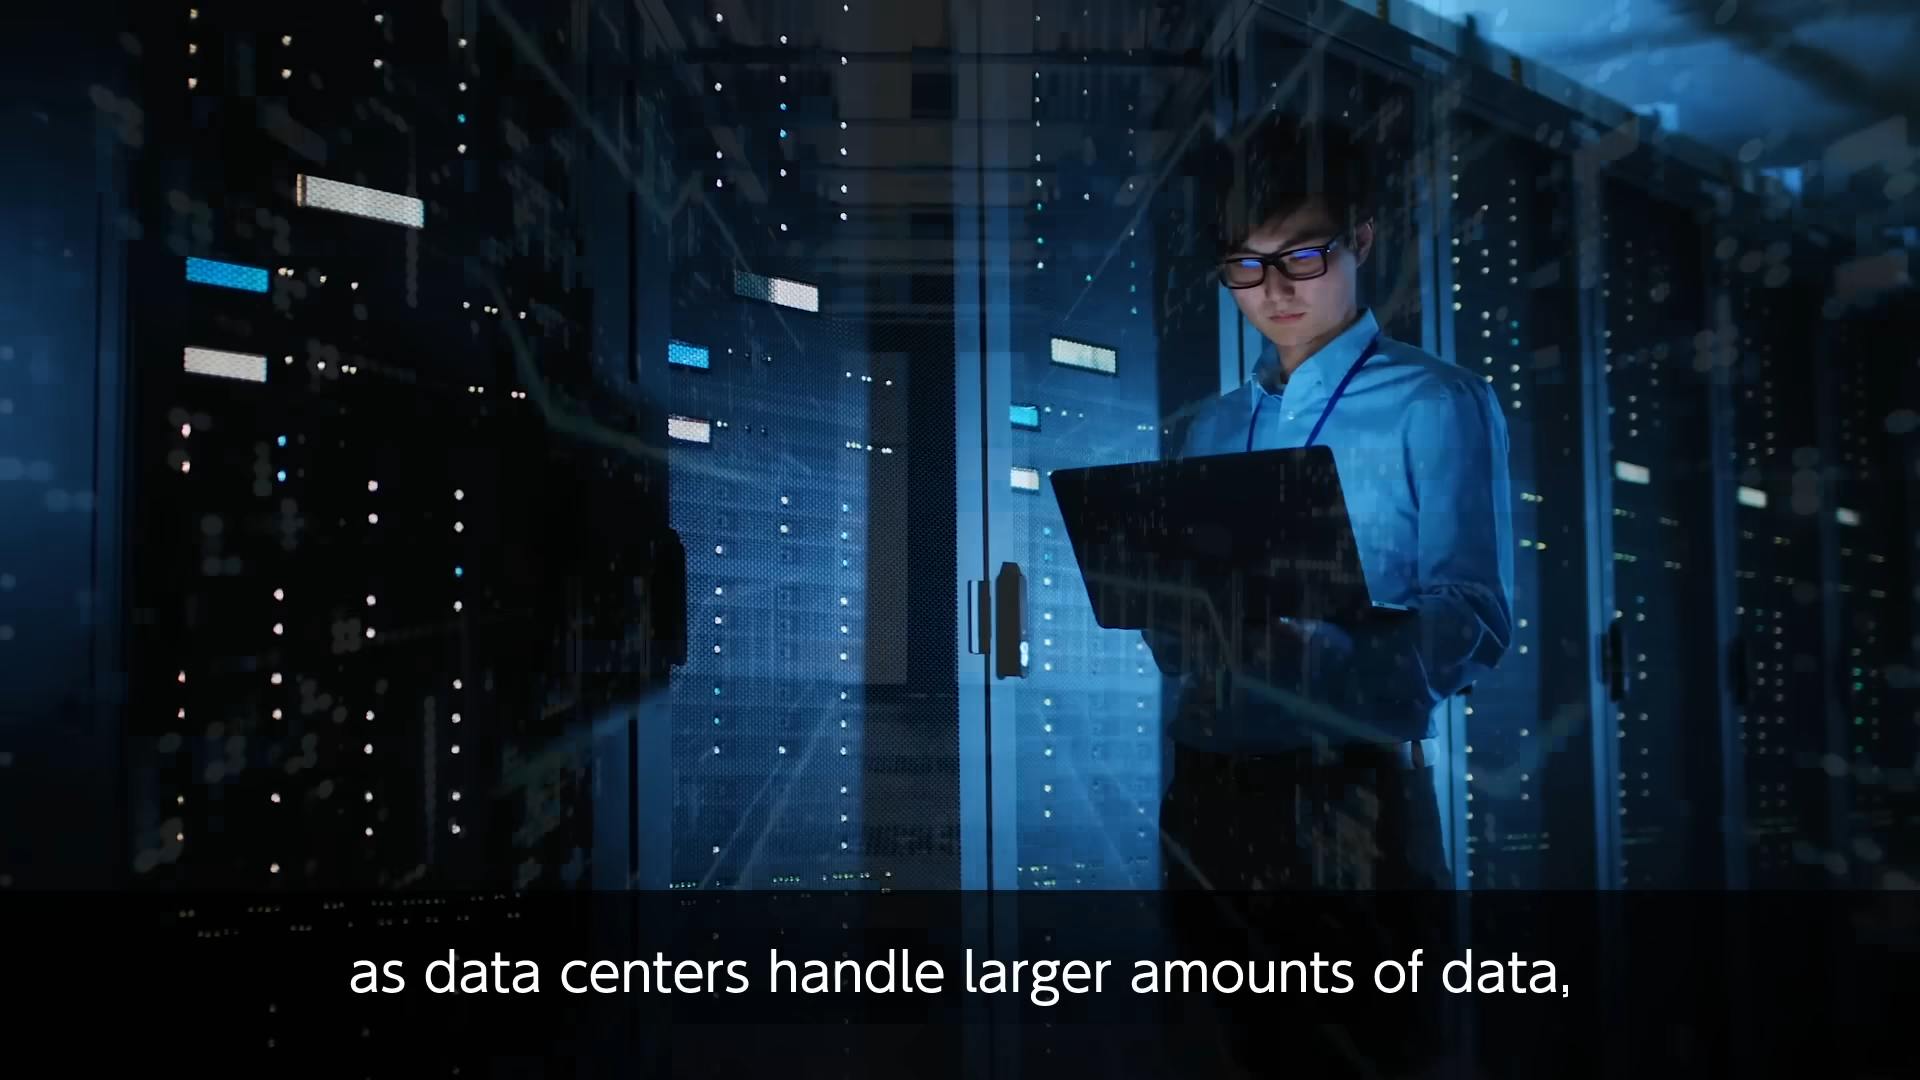 as data centers handle larger amounts of data,